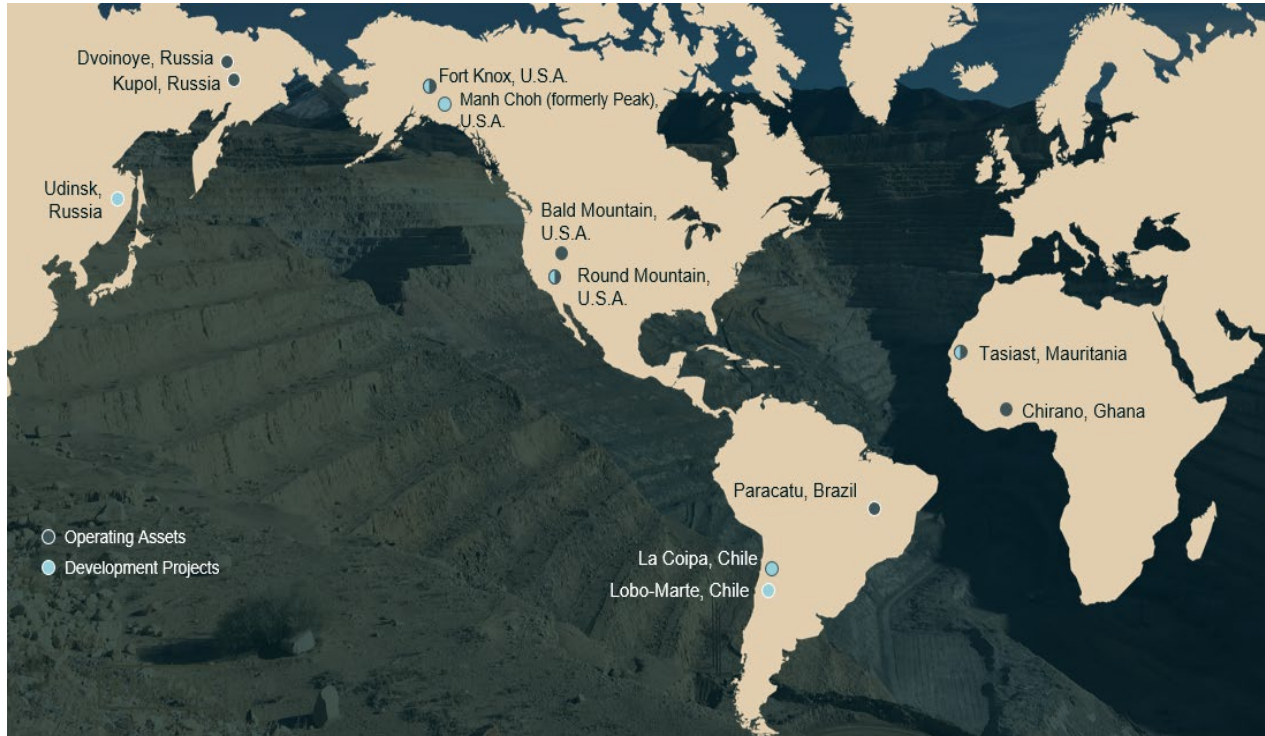 Dvoinoye, Russia
Kupol, Russia
Fort Knox, U.S.A.
Manh Choh (formerly Peak),
U.S.A.
Udinsk,
Russia
Bald Mountain,
U.S.A.
Round Mountain,
U.S.A.
Tasiast, Mauritania
Chirano, Ghana
Paracatu, Brazil
Operating Assets
Development Projects
La Coipa, Chile
Lobo-Marte, Chile